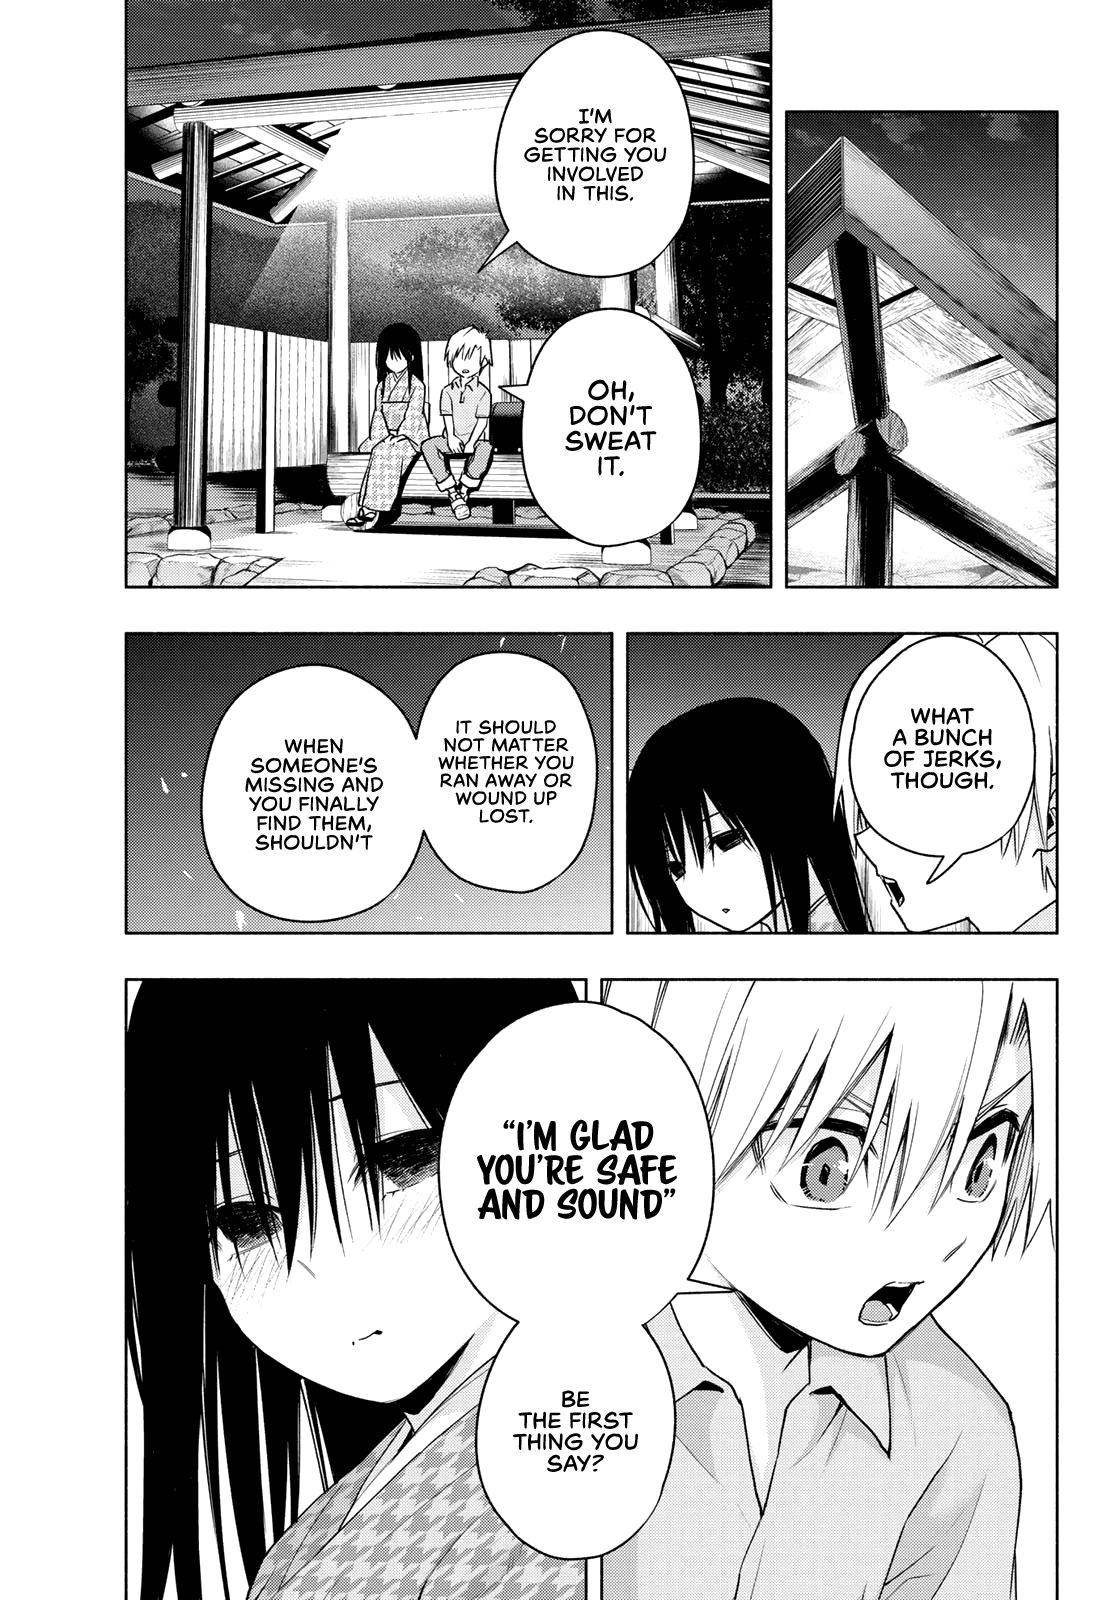 I'M
SORRY FOR
GETTING YOU
INVOLVED
IN THIS.
OH,
DON'T
SWEAT
IT.
WHAT
A BUNCH
OF JERKS,
THOUGH.
IT SHOULD
NOT MATTER
WHETHER YOU
RAN AWAY OR
WOUND UP
LOST.
WHEN
SOMEONE'S
MISSING AND
YOU FINALLY
FIND THEM,
SHOULDN'T
"I'M GLAD
YOU'RE SAFE
AND SOUND"
BE
THE FIRST
THING YOU
SAY?